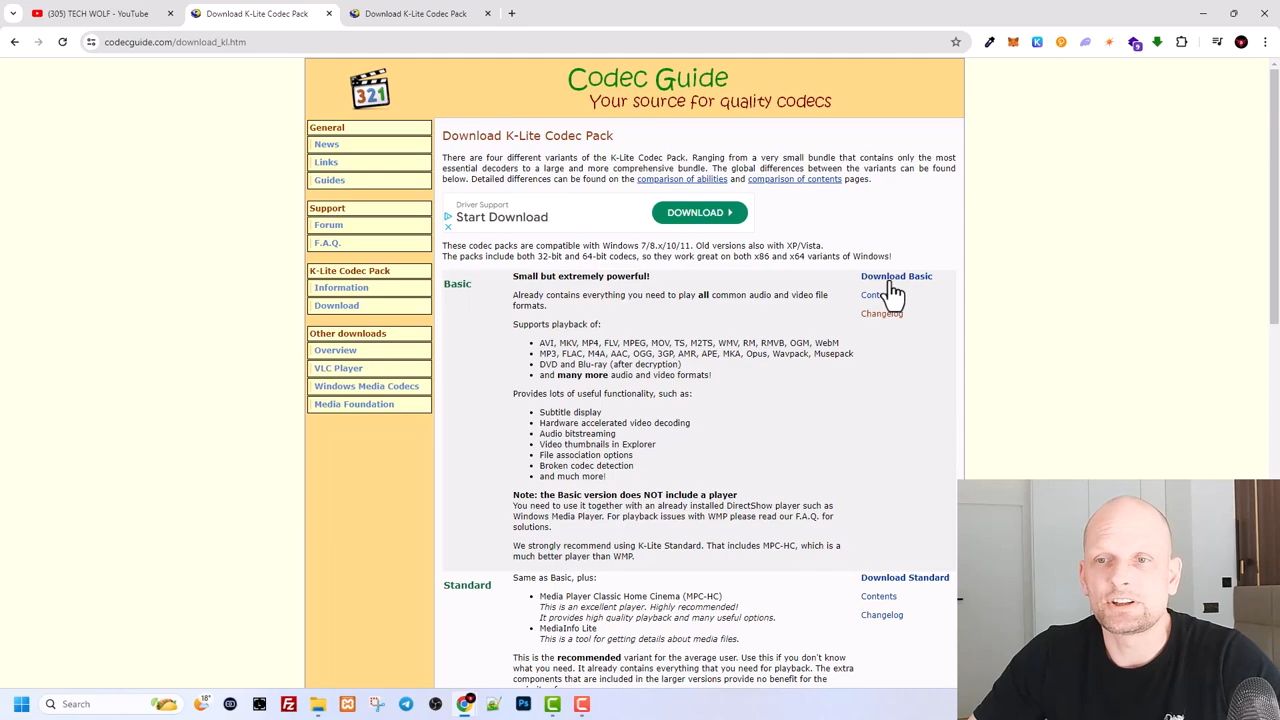 (305) TECH WOLF - YouTube
Download K-Lite Codec Pack
Download K-Lite Codec Pack
codecguide.com/download_kl.htm
9
321
Codec Guide
Your source for quality codecs
General
News
Links
Guides
Support
Forum
F.A.Q.
K-Lite Codec Pack
Information
Download
Other downloads
Overview
VLC Player
Windows Media Codecs
Media Foundation
Download K-Lite Codec Pack
There are four different variants of the K-Lite Codec Pack. Ranging from a very small bundle that contains only the most
essential decoders to a large and more comprehensive bundle. The global differences between the variants can be found
below. Detailed differences can be found on the comparison of abilities and comparison of contents pages.
Driver Support
Start Download
DOWNLOAD
These codec packs are compatible with Windows 7/8.x/10/11. Old versions also with XP/Vista.
The packs include both 32-bit and 64-bit codecs, so they work great on both x86 and x64 variants of Windows!
Basic
Small but extremely powerful!
Download Basic
Already contains everything you need to play all common audio and video file
formats.
Changelog
Supports playback of:
• AVI, MKV, MP4, FLV, MPEG, MOV, TS, M2TS, WMV, RM, RMVB, OGM, WebM
• MP3, FLAC, M4A, AAC, OGG, 3GP, AMR, APE, MKA, Opus, Wavpack, Musepack
• DVD and Blu-ray (after decryption)
• and many more audio and video formats!
Provides lots of useful functionality, such as:
• Subtitle display
• Hardware accelerated video decoding
• Audio bitstreaming
• Video thumbnails in Explorer
• File association options
• Broken codec detection
• and much more!
Note: the Basic version does NOT include a player
You need to use it together with an already installed DirectShow player such as
Windows Media Player. For playback issues with WMP please read our F.A.Q. for
solutions.
We strongly recommend using K-Lite Standard. That includes MPC-HC, which is a
much better player than WMP.
Standard
Same as Basic, plus:
Download Standard
Contents
Changelog
• Media Player Classic Home Cinema (MPC-HC)
This is an excellent player. Highly recommended!
It provides high quality playback and many useful options.
• MediaInfo Lite
This is a tool for getting details about media files.
This is the recommended variant for the average user. Use this if you don't
know what you need. It already contains everything that you need for playback. The extra
Search
18°